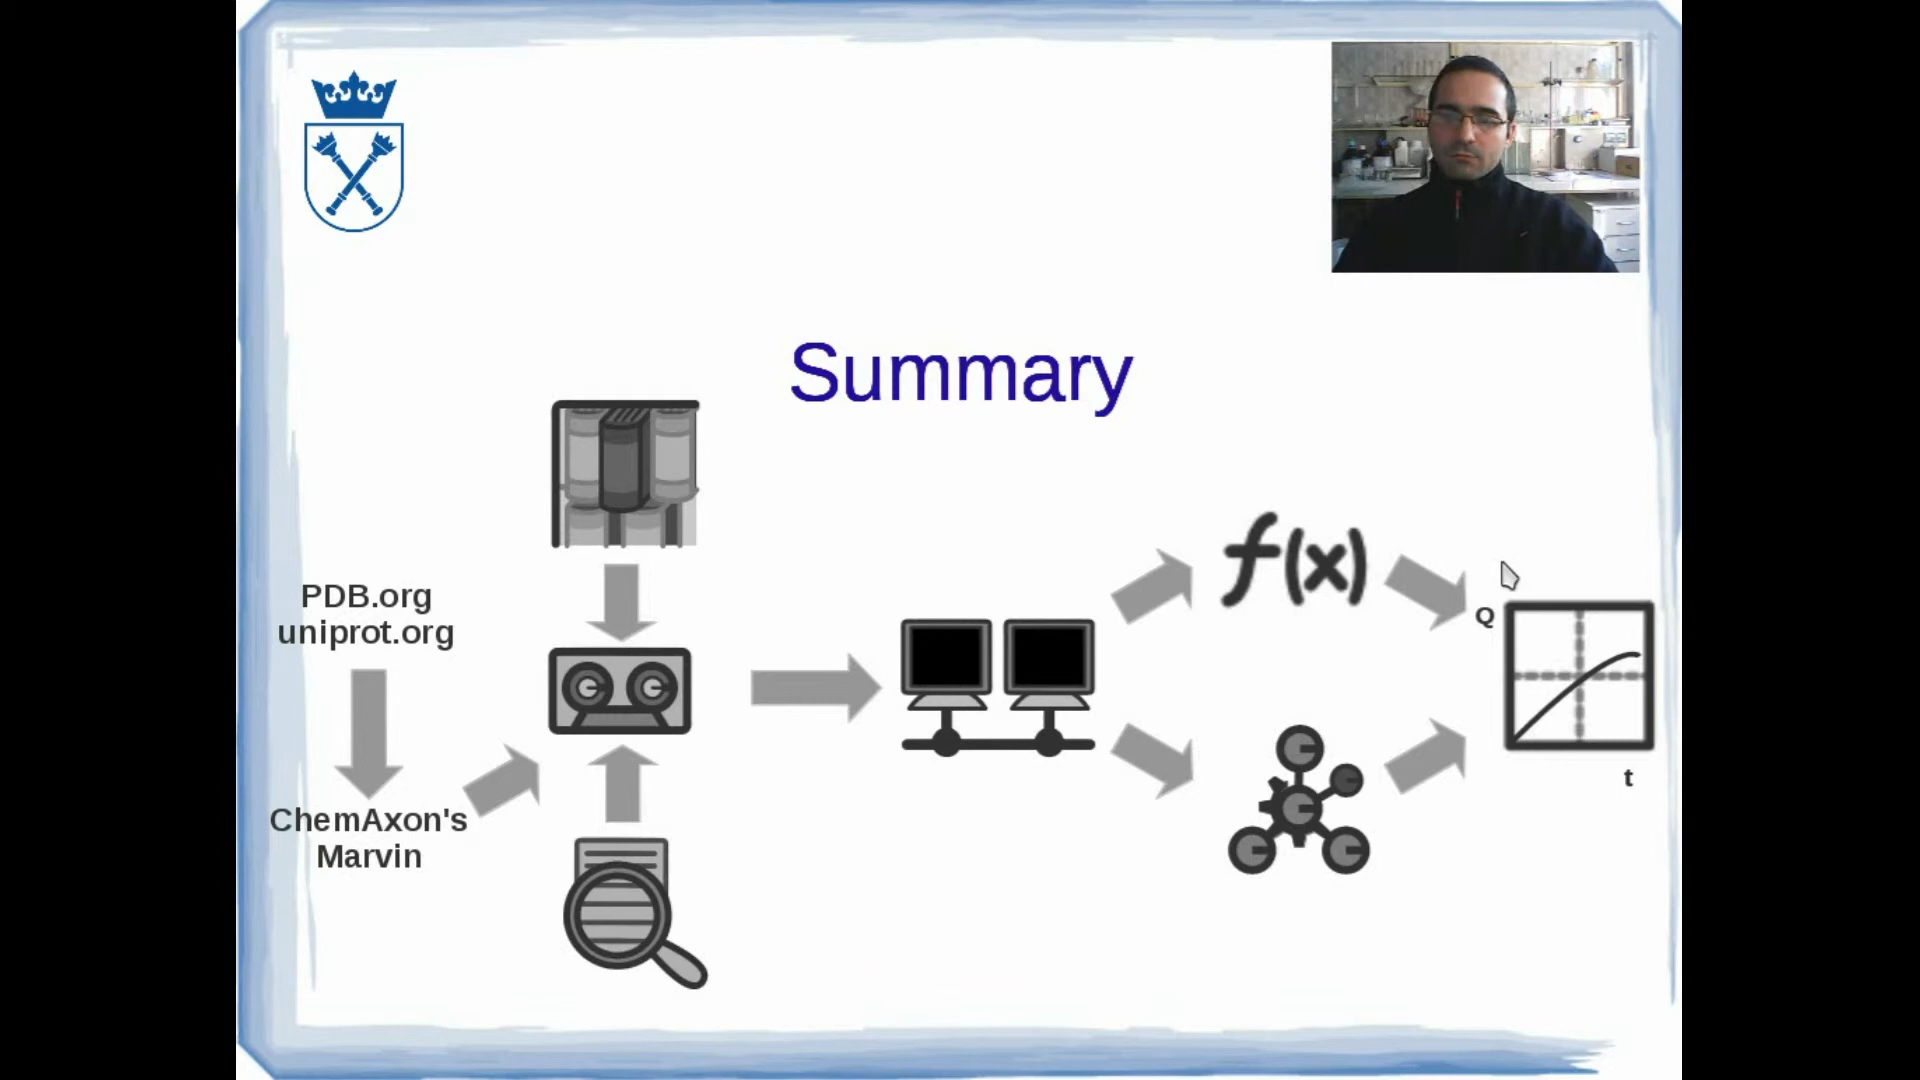 Summary
PDB.org
uniprot.org
ChemAxon's
Marvin
f(x)
Q
t